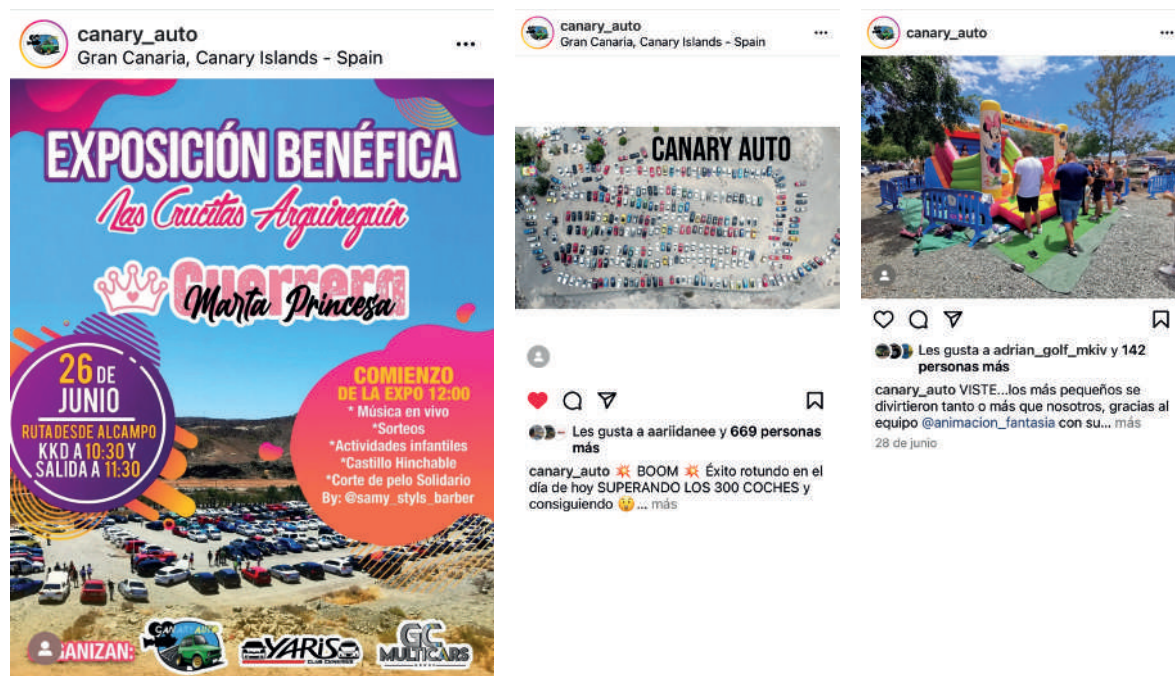 canary_auto
Gran Canaria, Canary Islands - Spain
EXPOSICIÓN BENÉFICA
Las Crucitas Arguineguín
Guerrera
Marta Princesa
26 DE
JUNIO
RUTA DESDE ALCAMPO
KKD A 10:30 Y
SALIDA A 11:30
COMIENZO
DE LA EXPO 12:00
* Música en vivo
*Sorteos
*Actividades infantiles
*Castillo Hinchable
*Corte de pelo Solidario
By: @samy_styls_barber
GANIZAN:
CANARY AUTO
YARIS
CLUB CANARIAS
GC
MULTICARS
canary_auto
Gran Canaria, Canary Islands - Spain
CANARY AUTO
Les gusta a aariidanee y 669 personas
más
canary_auto 💥 BOOM 💥 Éxito rotundo en el
día de hoy SUPERANDO LOS 300 COCHES y
consiguiendo 😲... más
canary_auto
Les gusta a adrian_golf_mkiv y 142
personas más
canary_auto VISTE...los más pequeños se
divirtieron tanto o más que nosotros, gracias al
equipo @animacion_fantasia con su... más
28 de junio